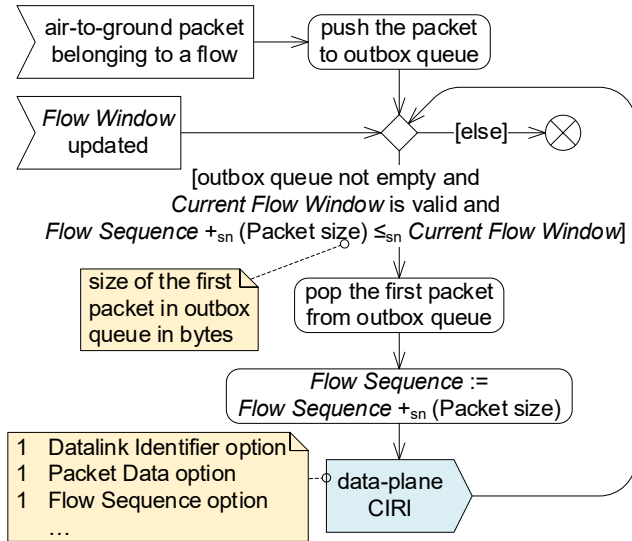 air-to-ground packet
belonging to a flow
push the packet
to outbox queue
Flow Window
updated
[else]
[outbox queue not empty and
Current Flow Window is valid and
Flow Sequence +sn (Packet size) ≤sn Current Flow Window]
size of the first
packet in outbox
queue in bytes
pop the first packet
from outbox queue
Flow Sequence :=
Flow Sequence +sn (Packet size)
1 Datalink Identifier option
1 Packet Data option
1 Flow Sequence option
…
data-plane
CIRI